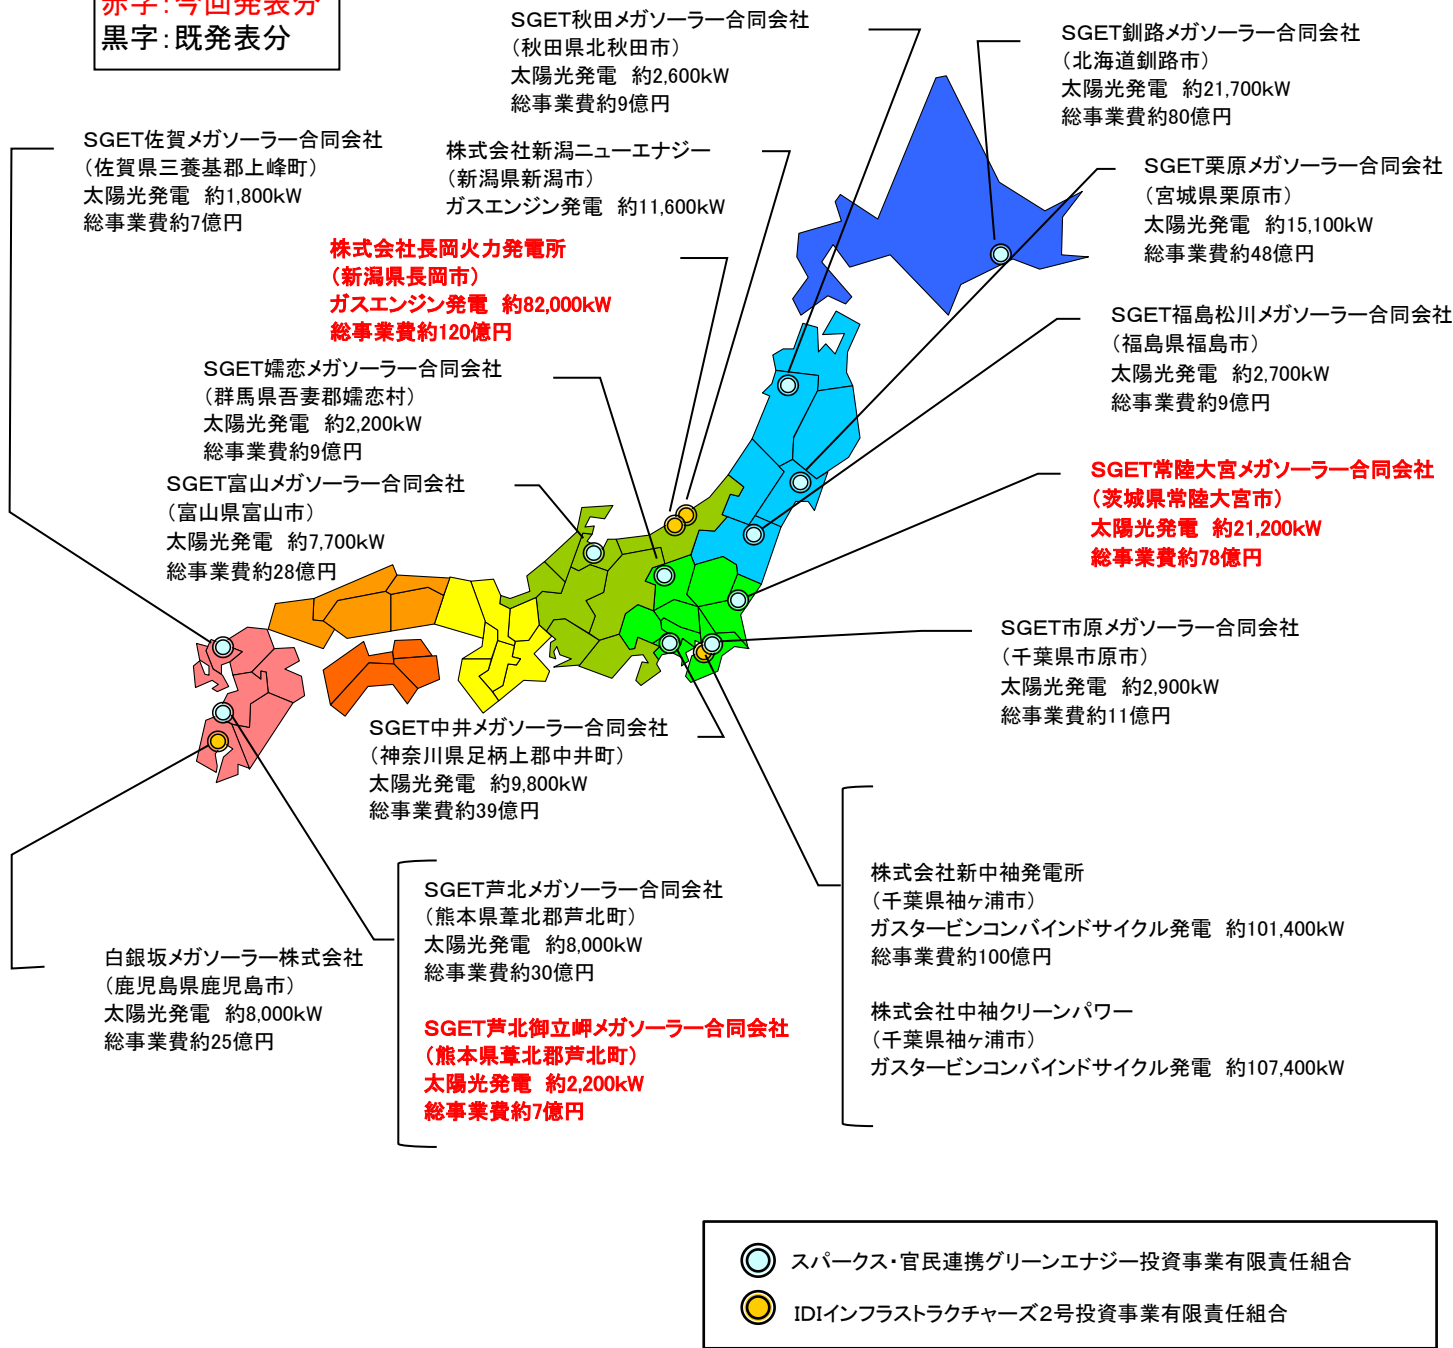 赤字：今回発表分
黒字：既発表分
SGET秋田メガソーラー合同会社
（秋田県北秋田市）
太陽光発電　約2,600kW
総事業費約9億円
SGET釧路メガソーラー合同会社
（北海道釧路市）
太陽光発電　約21,700kW
総事業費約80億円
SGET佐賀メガソーラー合同会社
（佐賀県三養基郡上峰町）
太陽光発電　約1,800kW
総事業費約7億円
株式会社新潟ニューエナジー
（新潟県新潟市）
ガスエンジン発電　約11,600kW
SGET栗原メガソーラー合同会社
（宮城県栗原市）
太陽光発電　約15,100kW
総事業費約48億円
株式会社長岡火力発電所
（新潟県長岡市）
ガスエンジン発電　約82,000kW
総事業費約120億円
SGET福島松川メガソーラー合同会社
（福島県福島市）
太陽光発電　約2,700kW
総事業費約9億円
SGET嬬恋メガソーラー合同会社
（群馬県吾妻郡嬬恋村）
太陽光発電　約2,200kW
総事業費約9億円
SGET常陸大宮メガソーラー合同会社
（茨城県常陸大宮市）
太陽光発電　約21,200kW
総事業費約78億円
SGET富山メガソーラー合同会社
（富山県富山市）
太陽光発電　約7,700kW
総事業費約28億円
SGET市原メガソーラー合同会社
（千葉県市原市）
太陽光発電　約2,900kW
総事業費約11億円
SGET中井メガソーラー合同会社
（神奈川県足柄上郡中井町）
太陽光発電　約9,800kW
総事業費約39億円
株式会社新中袖発電所
（千葉県袖ヶ浦市）
ガスタービンコンバインドサイクル発電　約101,400kW
総事業費約100億円
株式会社中袖クリーンパワー
（千葉県袖ヶ浦市）
ガスタービンコンバインドサイクル発電　約107,400kW
SGET芦北メガソーラー合同会社
（熊本県葦北郡芦北町）
太陽光発電　約8,000kW
総事業費約30億円
SGET芦北御立岬メガソーラー合同会社
（熊本県葦北郡芦北町）
太陽光発電　約2,200kW
総事業費約7億円
白銀坂メガソーラー株式会社
（鹿児島県鹿児島市）
太陽光発電　約8,000kW
総事業費約25億円
スパークス・官民連携グリーンエナジー投資事業有限責任組合
IDIインフラストラクチャーズ２号投資事業有限責任組合